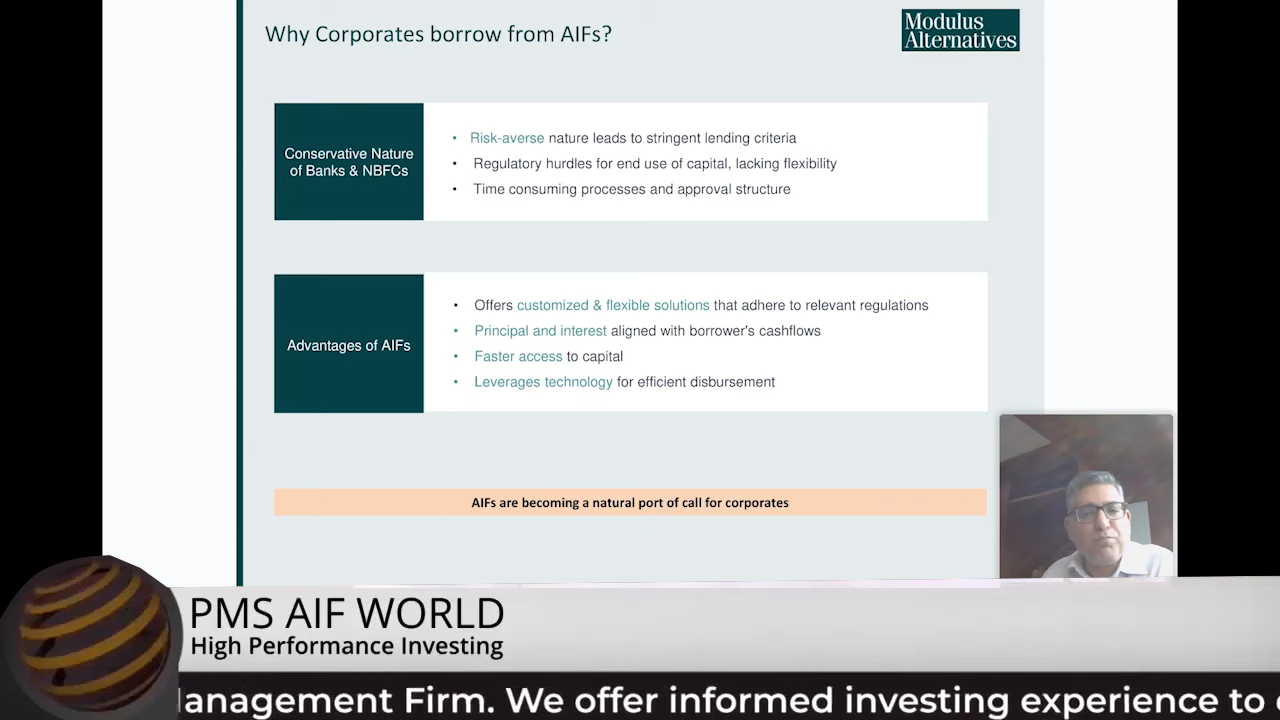 Why Corporates borrow from AIFs?
Modulus
Alternatives
Conservative Nature
of Banks & NBFCs
• Risk-averse nature leads to stringent lending criteria
• Regulatory hurdles for end use of capital, lacking flexibility
• Time consuming processes and approval structure
Advantages of AIFs
• Offers customized & flexible solutions that adhere to relevant regulations
• Principal and interest aligned with borrower's cashflows
• Faster access to capital
• Leverages technology for efficient disbursement
AIFs are becoming a natural port of call for corporates
PMS AIF WORLD
High Performance Investing
anagement Firm. We offer informed investing experience to